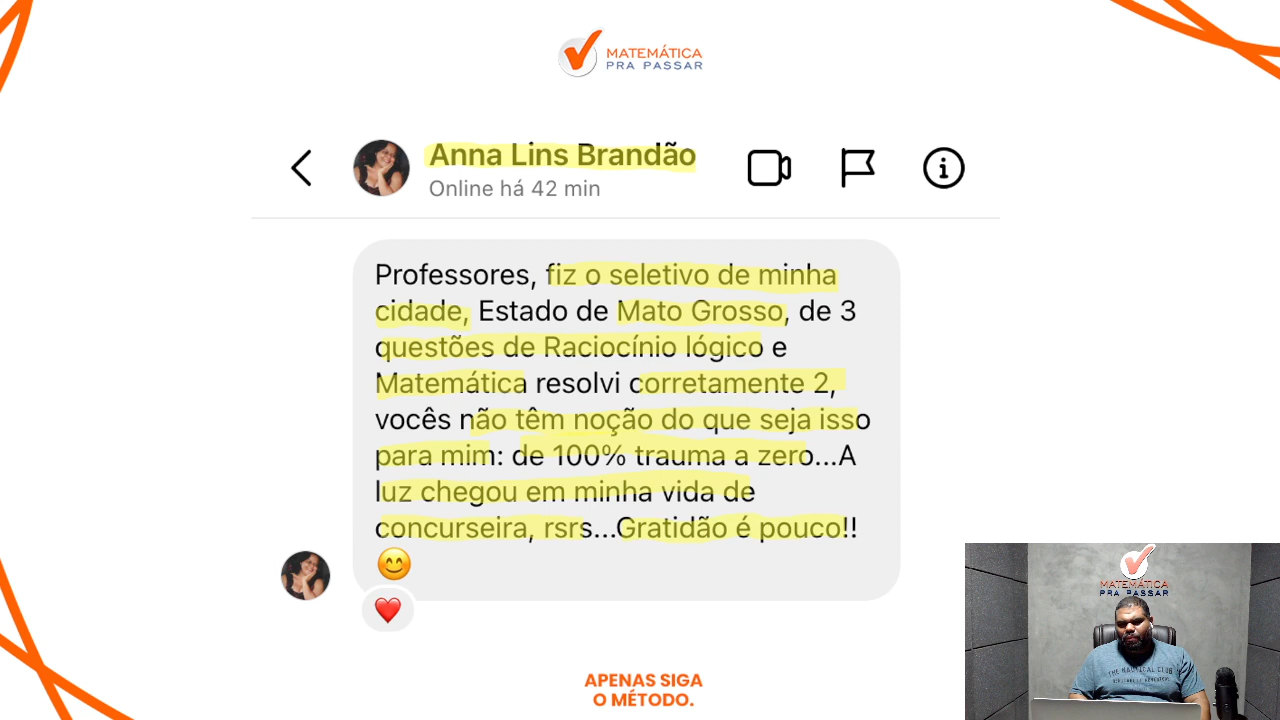 MATEMÁTICA
PRA PASSAR
Anna Lins Brandão
Online há 42 min
Professores, fiz o seletivo de minha
cidade, Estado de Mato Grosso, de 3
questões de Raciocínio lógico e
Matemática resolvi corretamente 2,
vocês não têm noção do que seja isso
para mim: de 100% trauma a zero...A
luz chegou em minha vida de
concurseira, rsrs...Gratidão é pouco!!
😊
❤️
MATEMÁTICA
PRA PASSAR
THE NAUTICAL CLUB
APENAS SIGA
O MÉTODO.